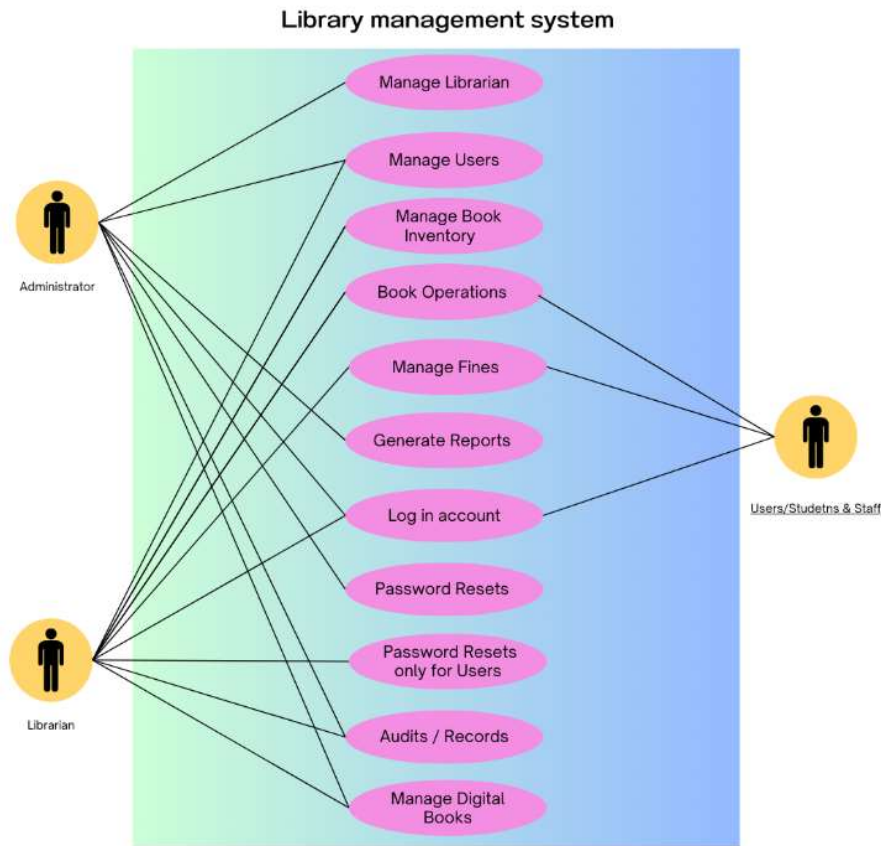 Library management system
Manage Librarian
Manage Users
Manage Book
Inventory
Administrator
Book Operations
Manage Fines
Generate Reports
Users/Studetns & Staff
Log in account
Password Resets
Password Resets
only for Users
Librarian
Audits / Records
Manage Digital
Books